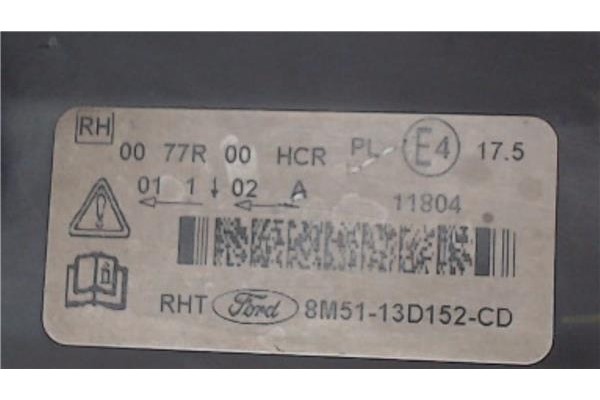 RH
00 77R 00 HCR PL E4 17.5
01 1 ↓ 02 A 11804
RHT Ford 8M51-13D152-CD